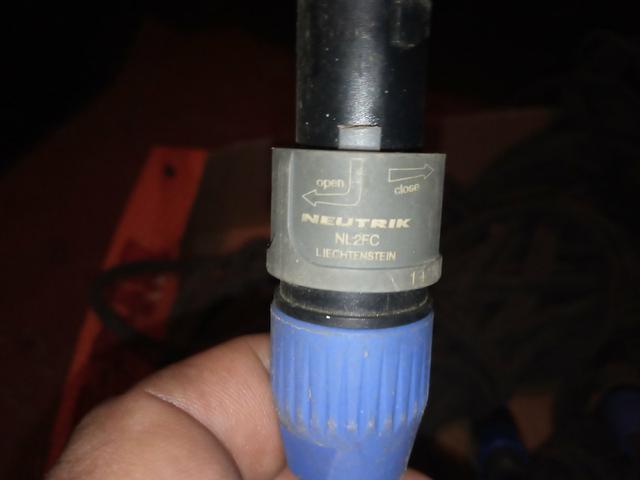 open
close
NEUTRIK
NL2FC
LIECHTENSTEIN